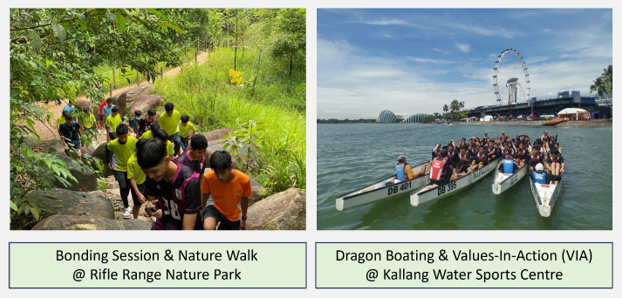 DB 401
DB 395
Bonding Session & Nature Walk
@ Rifle Range Nature Park
Dragon Boating & Values-In-Action (VIA)
@ Kallang Water Sports Centre